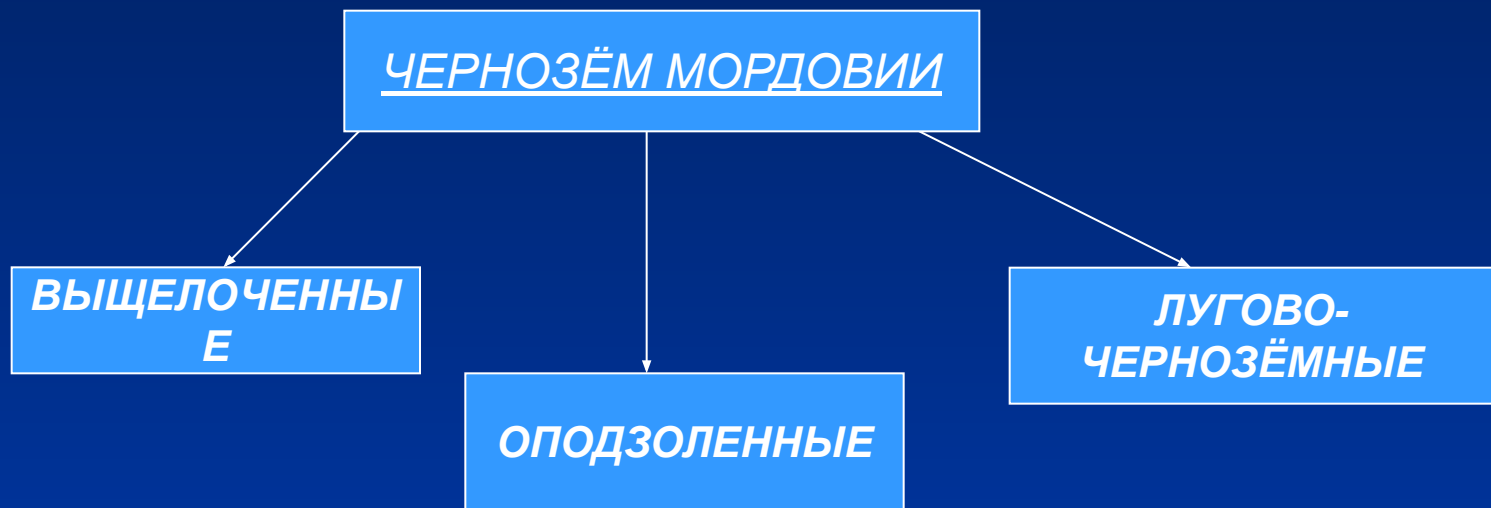 ЧЕРНОЗЁМ МОРДОВИИ
ВЫЩЕЛОЧЕННЫ
Е
ОПОДЗОЛЕННЫЕ
ЛУГОВО-
ЧЕРНОЗЁМНЫЕ